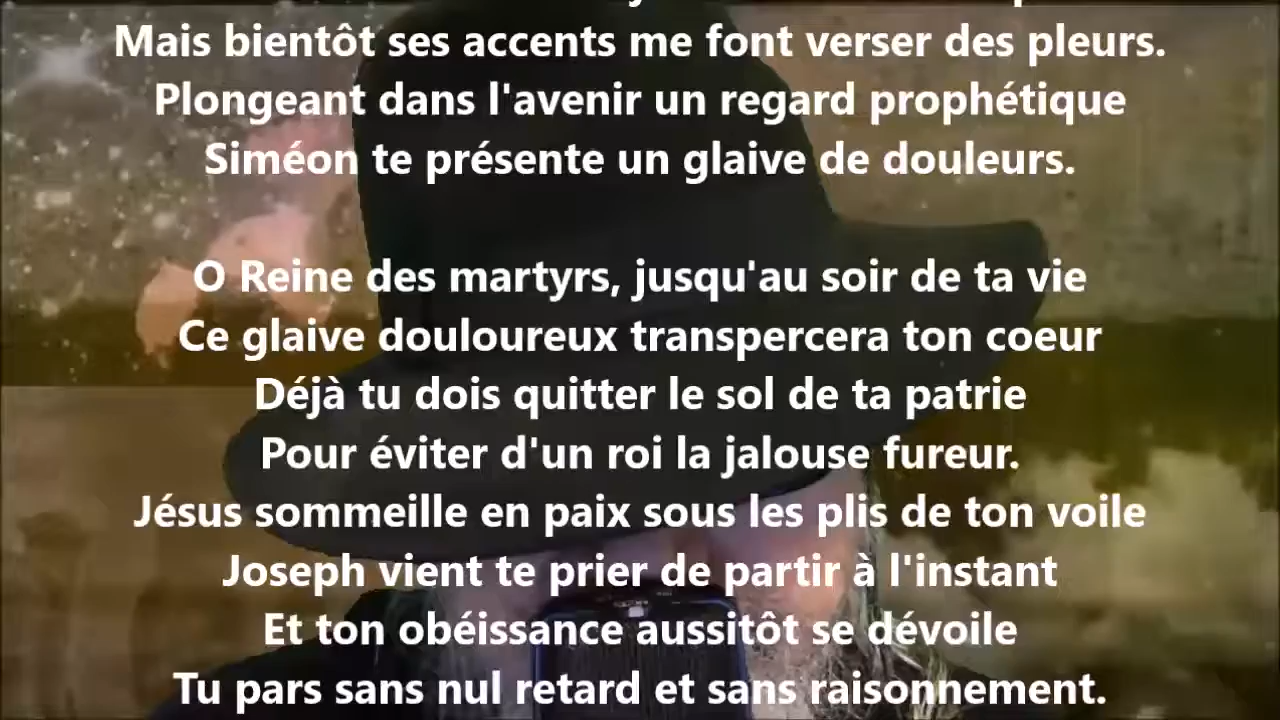 Mais bientôt ses accents me font verser des pleurs.
Plongeant dans l'avenir un regard prophétique
Siméon te présente un glaive de douleurs.
O Reine des martyrs, jusqu'au soir de ta vie
Ce glaive douloureux transpercera ton coeur
Déjà tu dois quitter le sol de ta patrie
Pour éviter d'un roi la jalouse fureur.
Jésus sommeille en paix sous les plis de ton voile
Joseph vient te prier de partir à l'instant
Et ton obéissance aussitôt se dévoile
Tu pars sans nul retard et sans raisonnement.